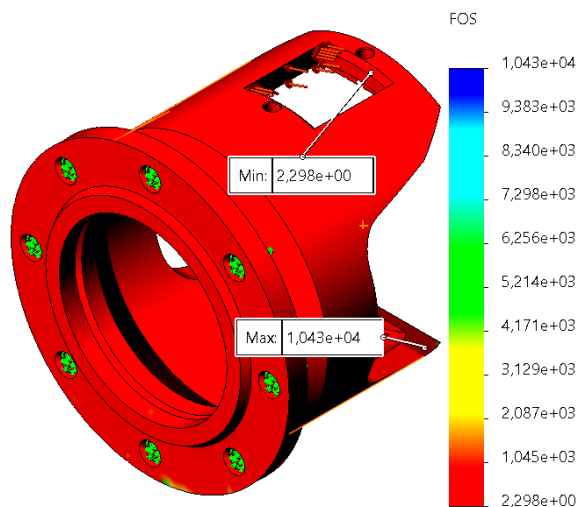 FOS
1,043e+04
9,383e+03
8,340e+03
7,298e+03
6,256e+03
5,214e+03
4,171e+03
3,129e+03
2,087e+03
1,045e+03
2,298e+00
Min: 2,298e+00
Max: 1,043e+04